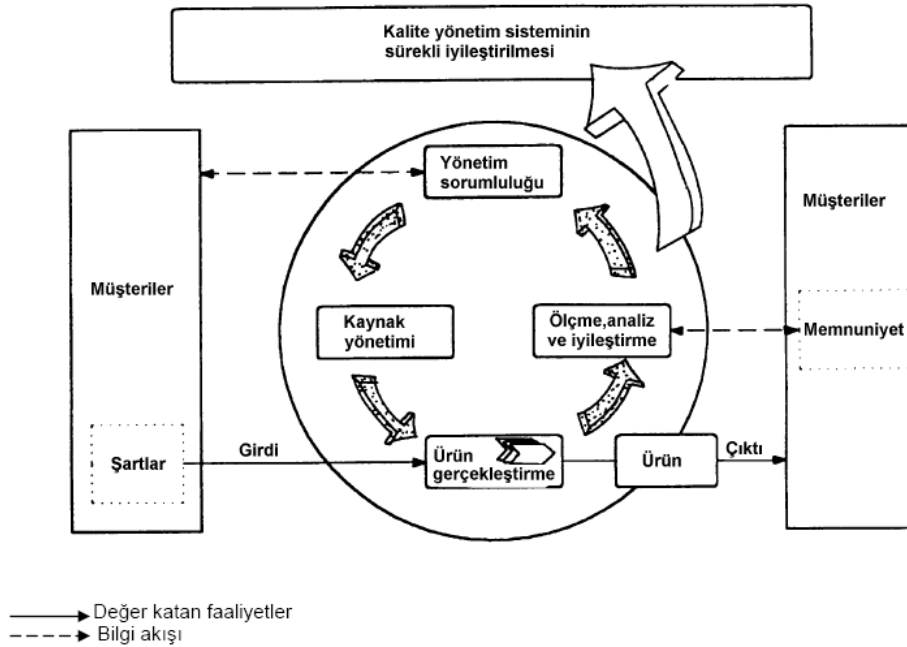 Kalite yönetim sisteminin
sürekli iyileştirilmesi
Yönetim
sorumluluğu
Müşteriler
Müşteriler
Kaynak
yönetimi
Ölçme,analiz
ve iyileştirme
Memnuniyet
Şartlar
Girdi
Ürün
gerçekleştirme
Ürün
Çıktı
Değer katan faaliyetler
Bilgi akışı